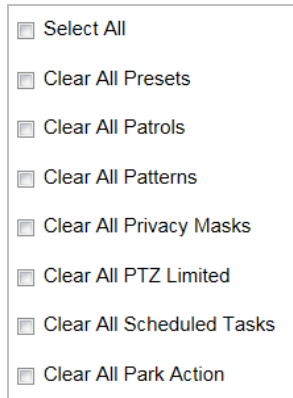 Select All
Clear All Presets
Clear All Patrols
Clear All Patterns
Clear All Privacy Masks
Clear All PTZ Limited
Clear All Scheduled Tasks
Clear All Park Action